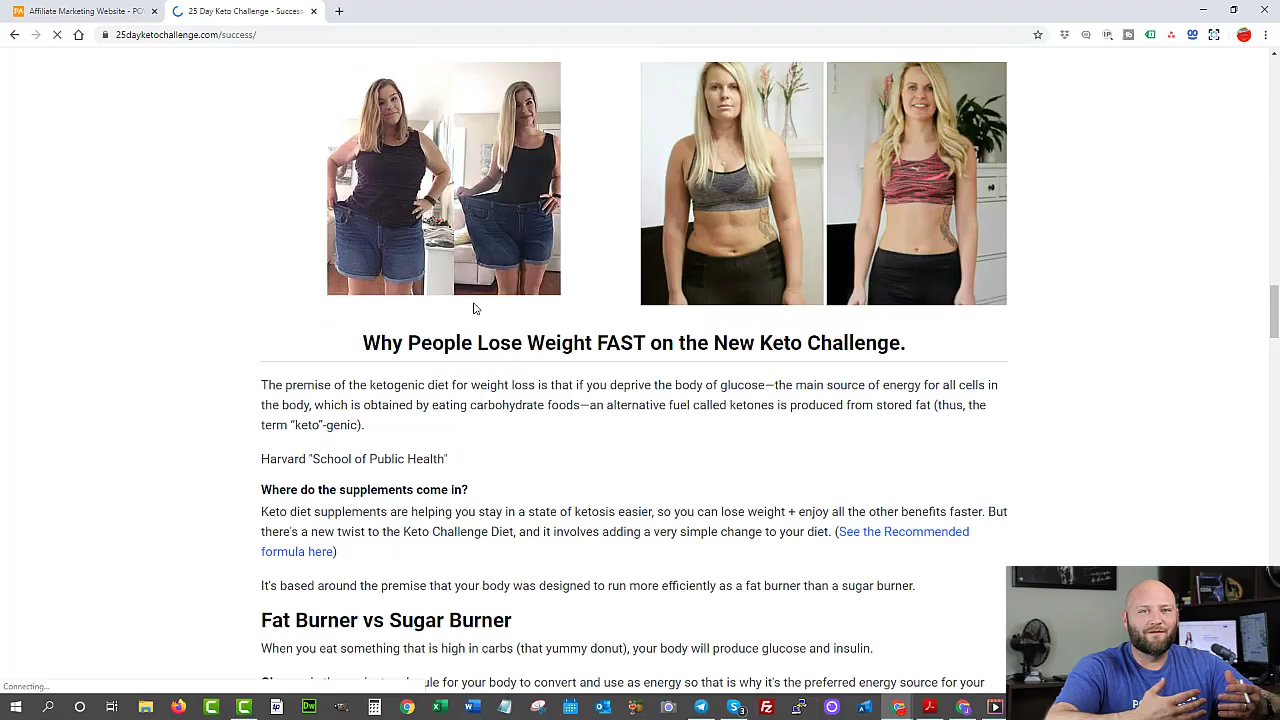 Affiliate Marketing Website - POW
25 Day Keto Challenge - Success
25dayketochallenge.com/success/
Why People Lose Weight FAST on the New Keto Challenge.
The premise of the ketogenic diet for weight loss is that if you deprive the body of glucose—the main source of energy for all cells in
the body, which is obtained by eating carbohydrate foods—an alternative fuel called ketones is produced from stored fat (thus, the
term “keto”-genic).
Harvard "School of Public Health"
Where do the supplements come in?
Keto diet supplements are helping you stay in a state of ketosis easier, so you can lose weight + enjoy all the other benefits faster. But
there's a new twist to the Keto Challenge Diet, and it involves adding a very simple change to your diet. (See the Recommended
formula here)
It's based around the premise that your body was designed to run more efficiently as a fat burner than a sugar burner.
Fat Burner vs Sugar Burner
When you eat something that is high in carbs (that yummy donut), your body will produce glucose and insulin.
for your body to convert and use as energy so that is why it's the preferred energy source for your
Connecting...